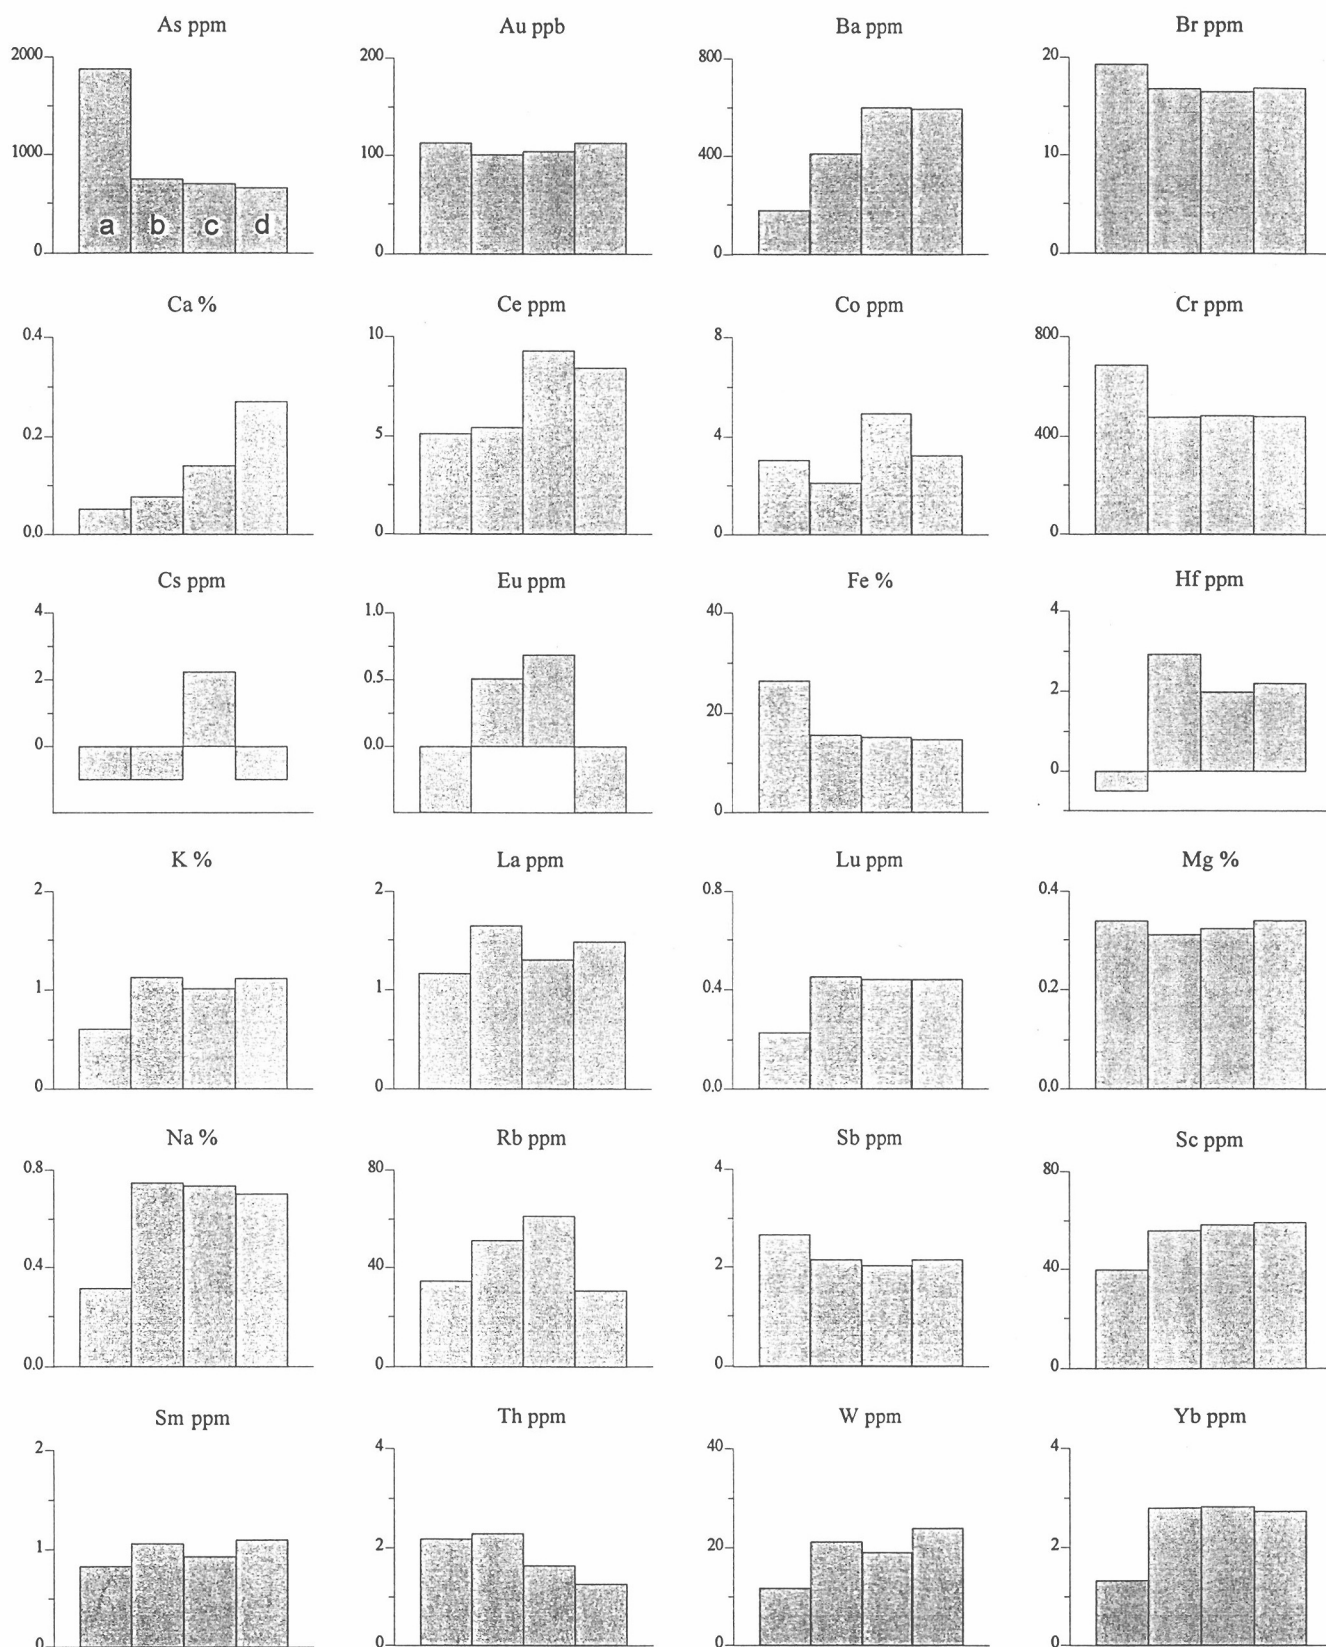 As ppm
Au ppb
Ba ppm
Br ppm
2000
1000
0
a b c d
200
100
0
800
400
0
20
10
0
Ca %
Ce ppm
Co ppm
Cr ppm
0.4
0.2
0.0
10
5
0
8
4
0
800
400
0
Cs ppm
Eu ppm
Fe %
Hf ppm
4
2
0
1.0
0.5
0.0
40
20
0
4
2
0
K %
La ppm
Lu ppm
Mg %
2
1
0
2
1
0
0.8
0.4
0.0
0.4
0.2
0.0
Na %
Rb ppm
Sb ppm
Sc ppm
0.8
0.4
0.0
80
40
0
4
2
0
80
40
0
Sm ppm
Th ppm
W ppm
Yb ppm
2
1
0
4
2
0
40
20
0
4
2
0